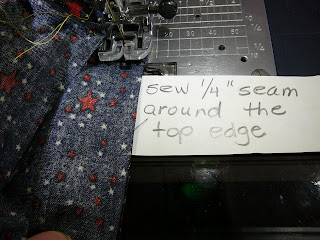 sew 1/4" seam
around the
top edge